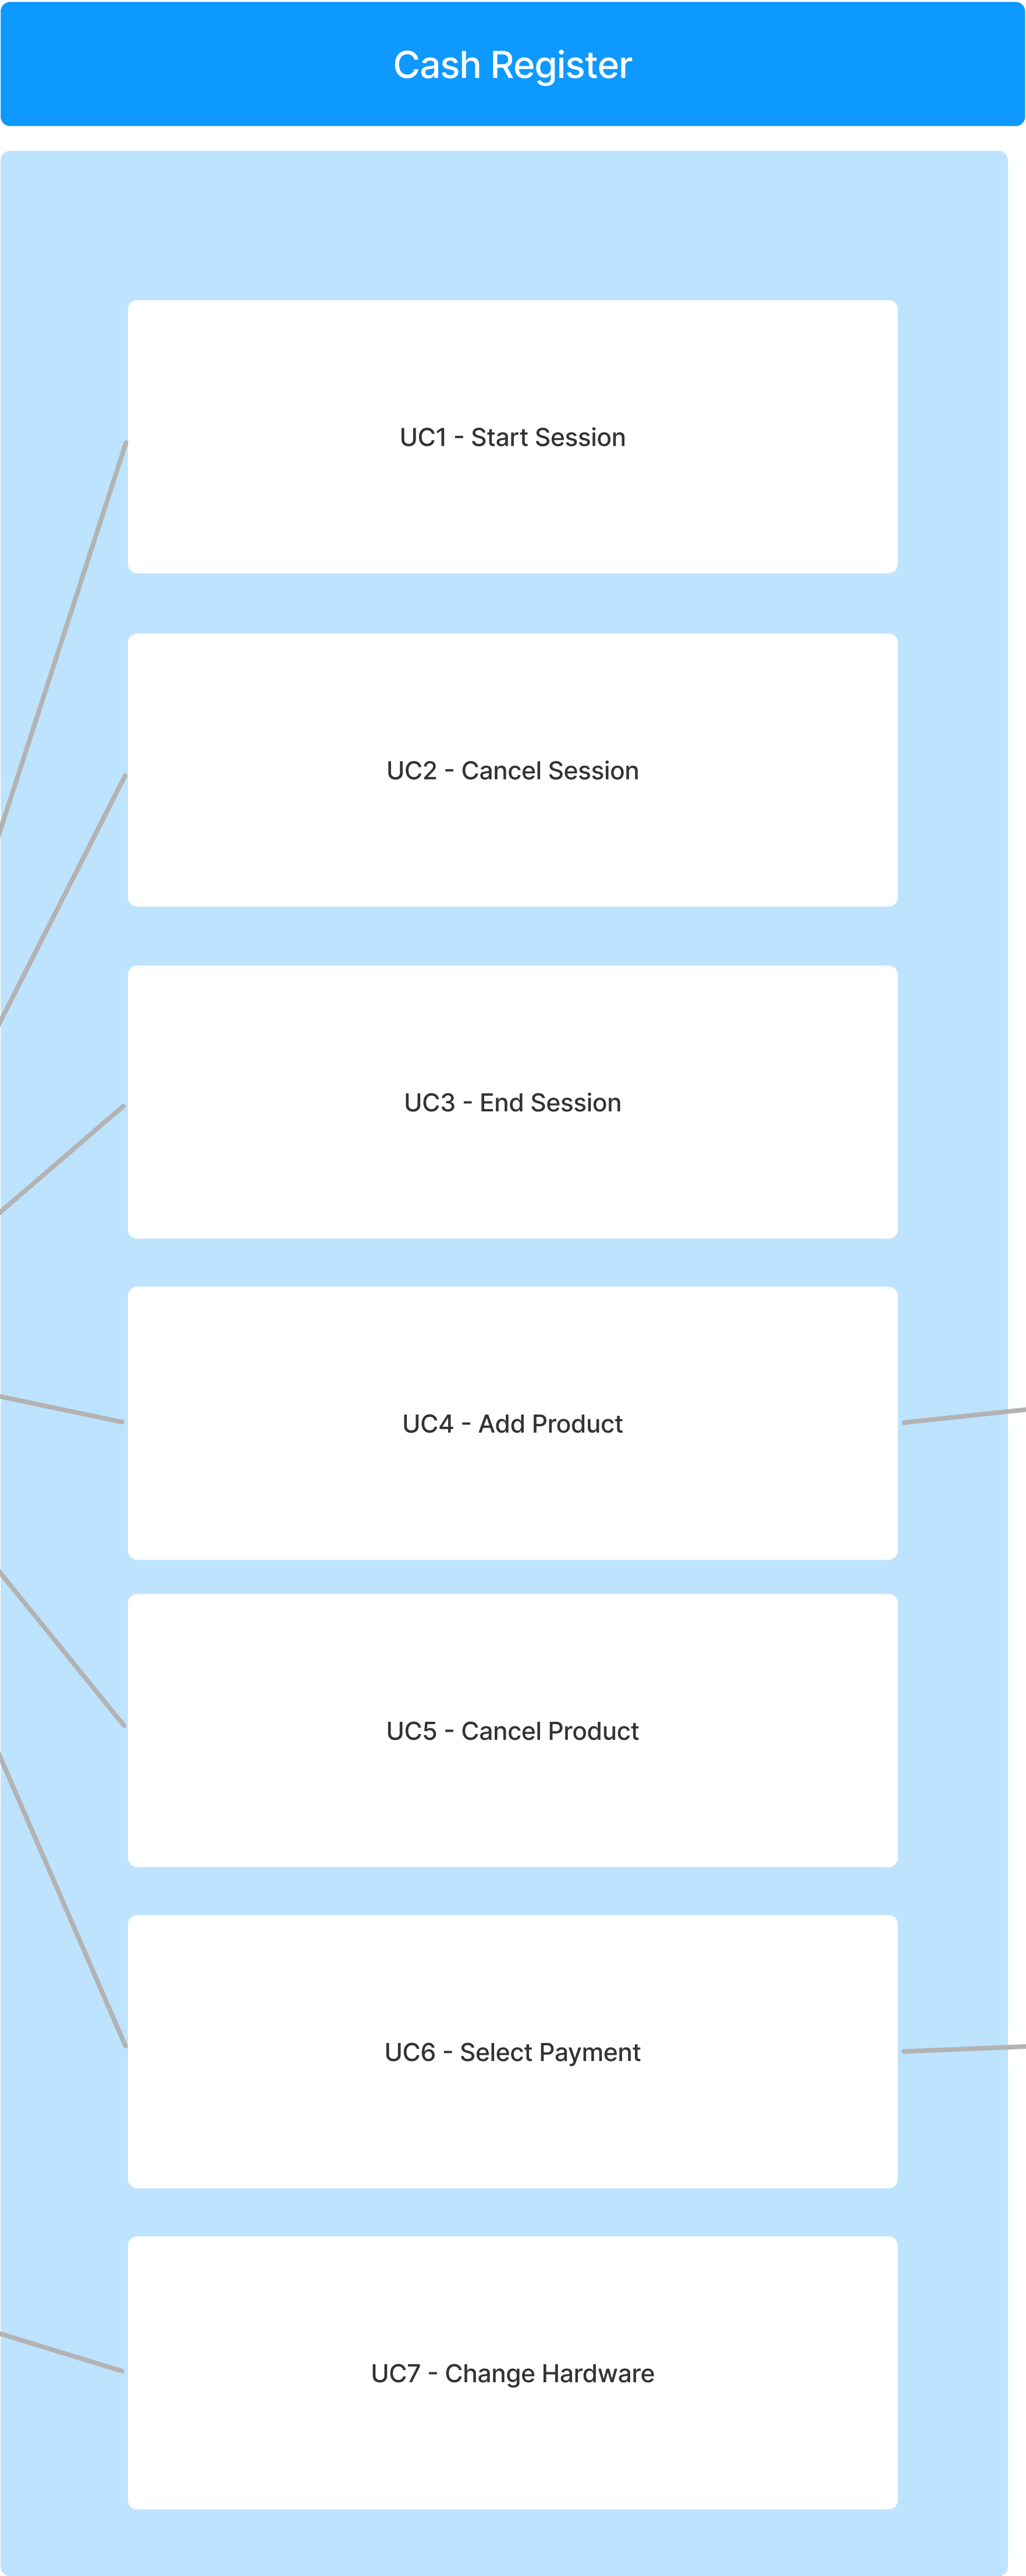 Cash Register
UC1 - Start Session
UC2 - Cancel Session
UC3 - End Session
UC4 - Add Product
UC5 - Cancel Product
UC6 - Select Payment
UC7 - Change Hardware